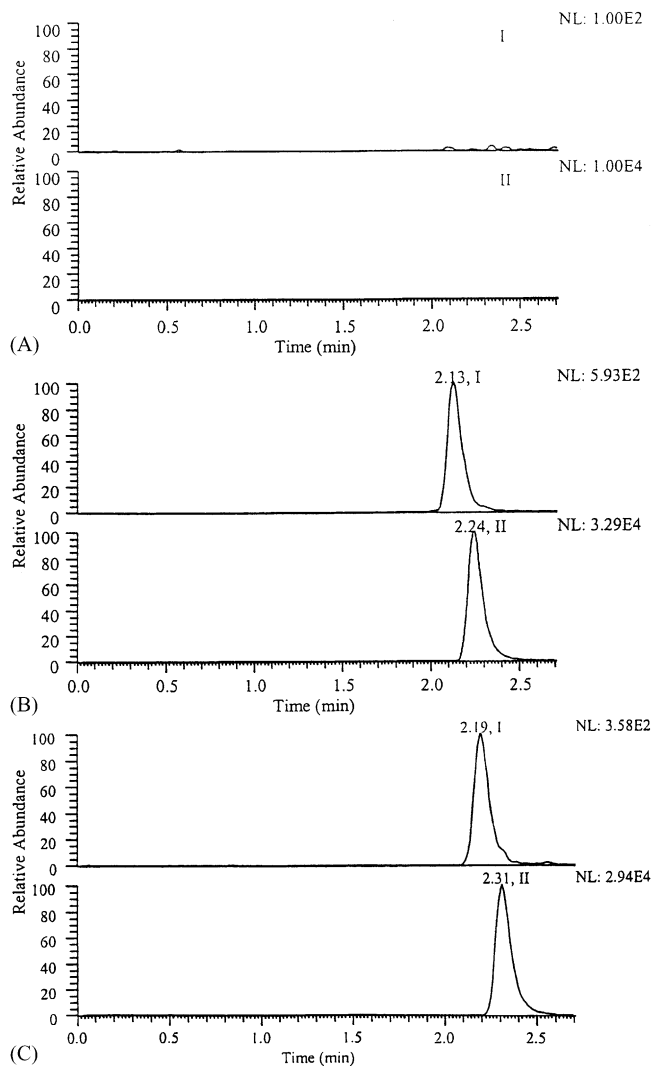 NL: 1.00E2
I
100
80
60
40
20
0
Relative Abundance
NL: 1.00E4
II
100
80
60
40
20
0
0.0 0.5 1.0 1.5 2.0 2.5
Time (min)
(A)
2.13, I
NL: 5.93E2
100
80
60
40
20
0
Relative Abundance
2.24, II
NL: 3.29E4
100
80
60
40
20
0
0.0 0.5 1.0 1.5 2.0 2.5
Time (min)
(B)
2.19, I
NL: 3.58E2
100
80
60
40
20
0
Relative Abundance
2.31, II
NL: 2.94E4
100
80
60
40
20
0
0.0 0.5 1.0 1.5 2.0 2.5
Time (min)
(C)